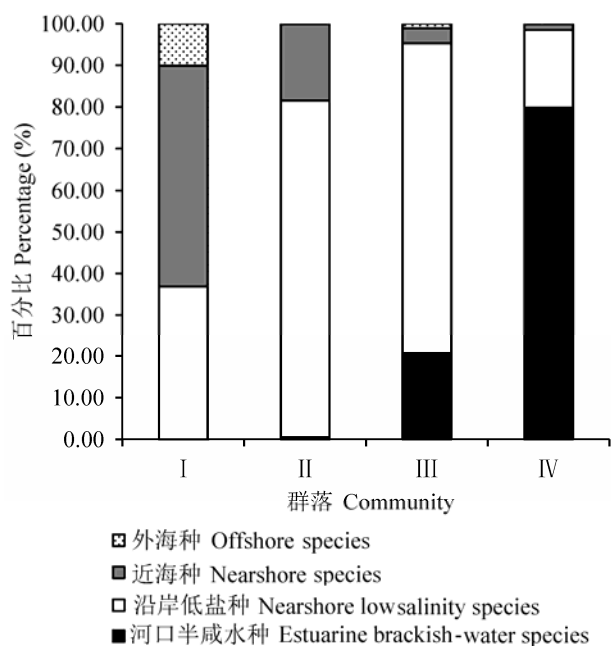 百分比 Percentage (%)
100.00
90.00
80.00
70.00
60.00
50.00
40.00
30.00
20.00
10.00
0.00
I II III IV
群落 Community
外海种 Offshore species
近海种 Nearshore species
沿岸低盐种 Nearshore lowsalinity species
河口半咸水种 Estuarine brackish-water species